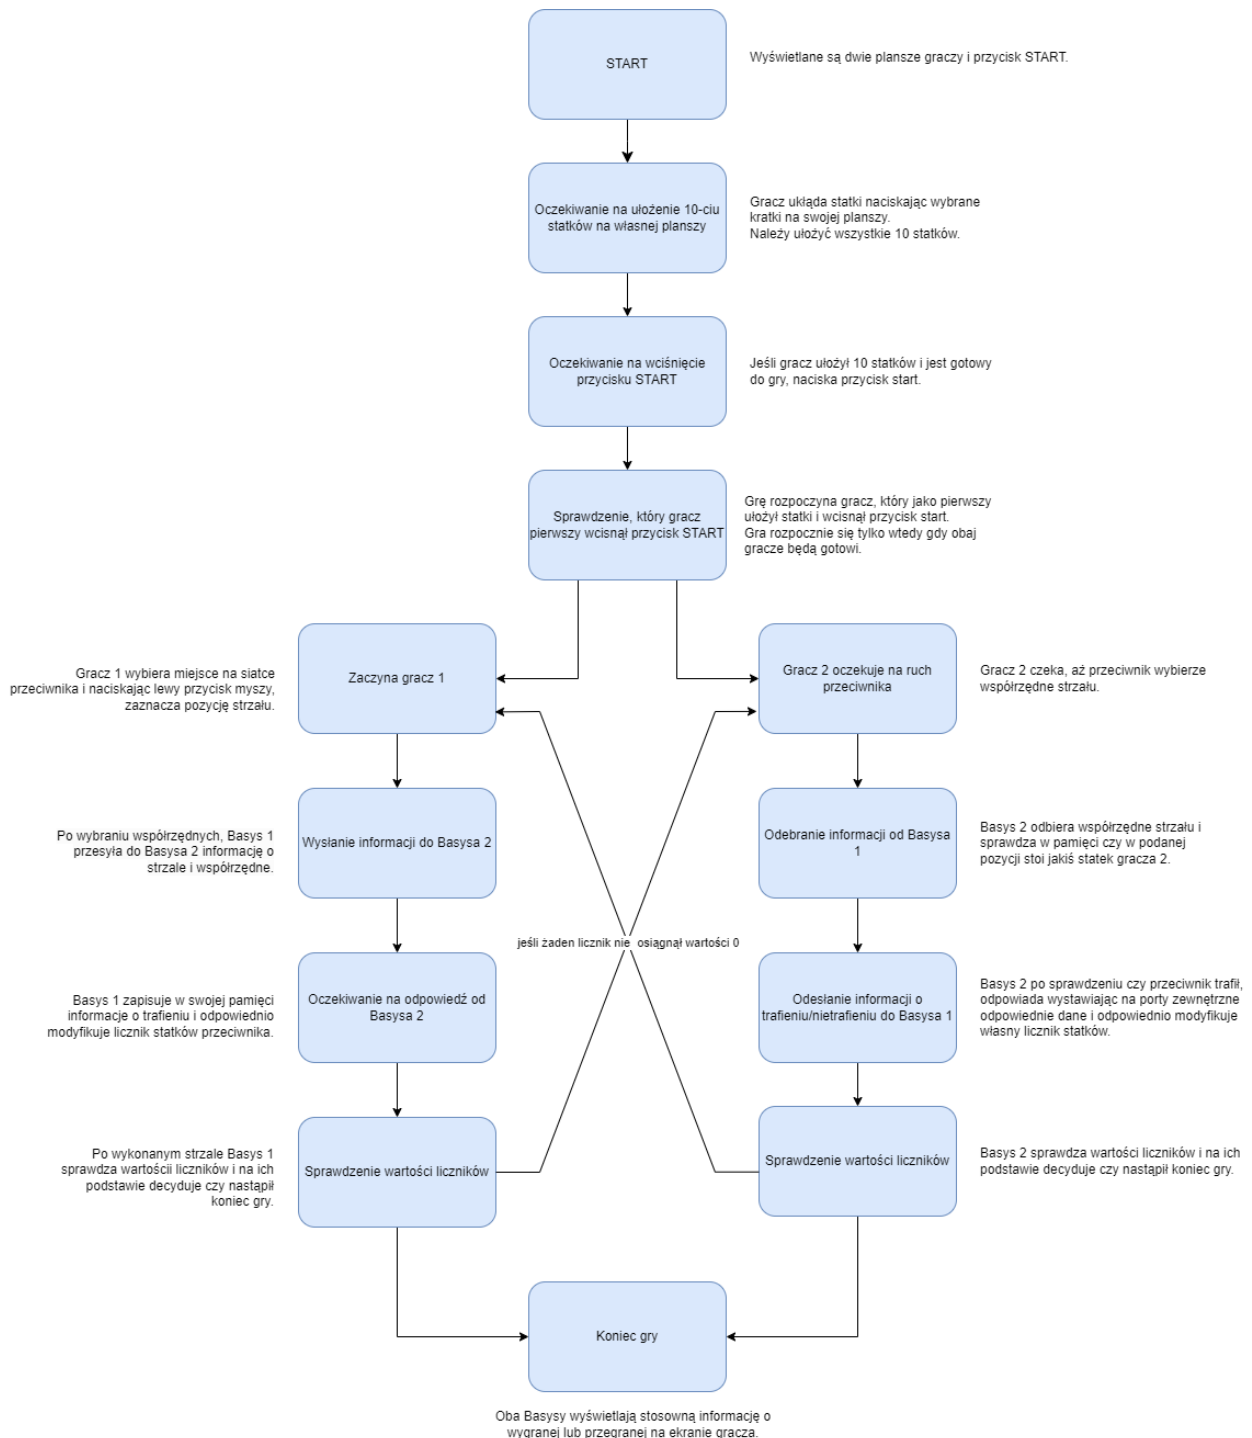 START
Wyświetlane są dwie plansze graczy i przycisk START.
Oczekiwanie na ułożenie 10-ciu
statków na własnej planszy
Gracz ukłąda statki naciskając wybrane
kratki na swojej planszy.
Należy ułożyć wszystkie 10 statków.
Oczekiwanie na wciśnięcie
przycisku START
Jeśli gracz ułożył 10 statków i jest gotowy
do gry, naciska przycisk start.
Sprawdzenie, który gracz
pierwszy wcisnął przycisk START
Grę rozpoczyna gracz, który jako pierwszy
ułożył statki i wcisnął przycisk start.
Gra rozpocznie się tylko wtedy gdy obaj
gracze będą gotowi.
Gracz 1 wybiera miejsce na siatce
przeciwnika i naciskając lewy przycisk myszy,
zaznacza pozycję strzału.
Zaczyna gracz 1
Gracz 2 oczekuje na ruch
przeciwnika
Gracz 2 czeka, aż przeciwnik wybierze
współrzędne strzału.
Po wybraniu współrzędnych, Basys 1
przesyła do Basysa 2 informację o
strzale i współrzędne.
Wysłanie informacji do Basysa 2
Odebranie informacji od Basysa
1
Basys 2 odbiera współrzędne strzału i
sprawdza w pamięci czy w podanej
pozycji stoi jakiś statek gracza 2.
jeśli żaden licznik nie osiągnął wartości 0
Basys 1 zapisuje w swojej pamięci
informacje o trafieniu i odpowiednio
modyfikuje licznik statków przeciwnika.
Oczekiwanie na odpowiedź od
Basysa 2
Odesłanie informacji o
trafieniu/nietrafieniu do Basysa 1
Basys 2 po sprawdzeniu czy przeciwnik trafił,
odpowiada wystawiając na porty zewnętrzne
odpowiednie dane i odpowiednio modyfikuje
własny licznik statków.
Po wykonanym strzale Basys 1
sprawdza wartościi liczników i na ich
podstawie decyduje czy nastąpił
koniec gry.
Sprawdzenie wartości liczników
Sprawdzenie wartości liczników
Basys 2 sprawdza wartości liczników i na ich
podstawie decyduje czy nastąpił koniec gry.
Koniec gry
Oba Basysy wyświetlają stosowną informację o
wygranej lub przegranej na ekranie gracza.